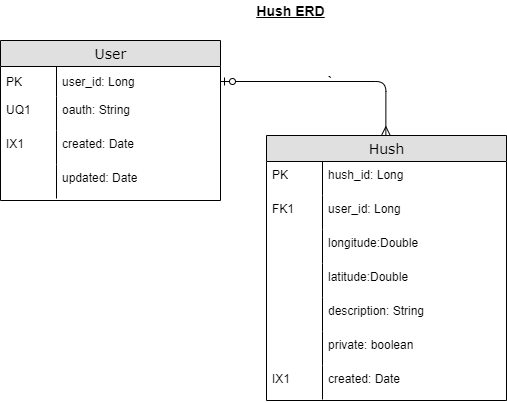 Hush ERD
User
PK user_id: Long
UQ1 oauth: String
IX1 created: Date
updated: Date
`
Hush
PK hush_id: Long
FK1 user_id: Long
longitude:Double
latitude:Double
description: String
private: boolean
IX1 created: Date